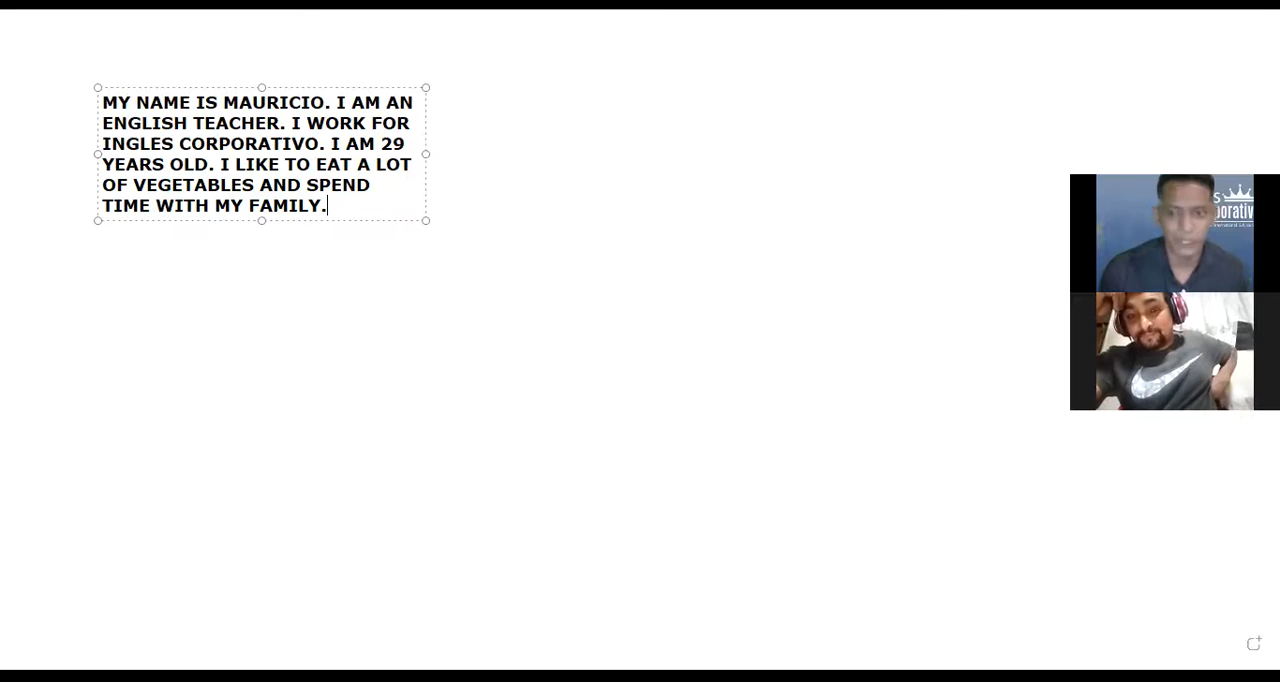 MY NAME IS MAURICIO. I AM AN
ENGLISH TEACHER. I WORK FOR
INGLES CORPORATIVO. I AM 29
YEARS OLD. I LIKE TO EAT A LOT
OF VEGETABLES AND SPEND
TIME WITH MY FAMILY.